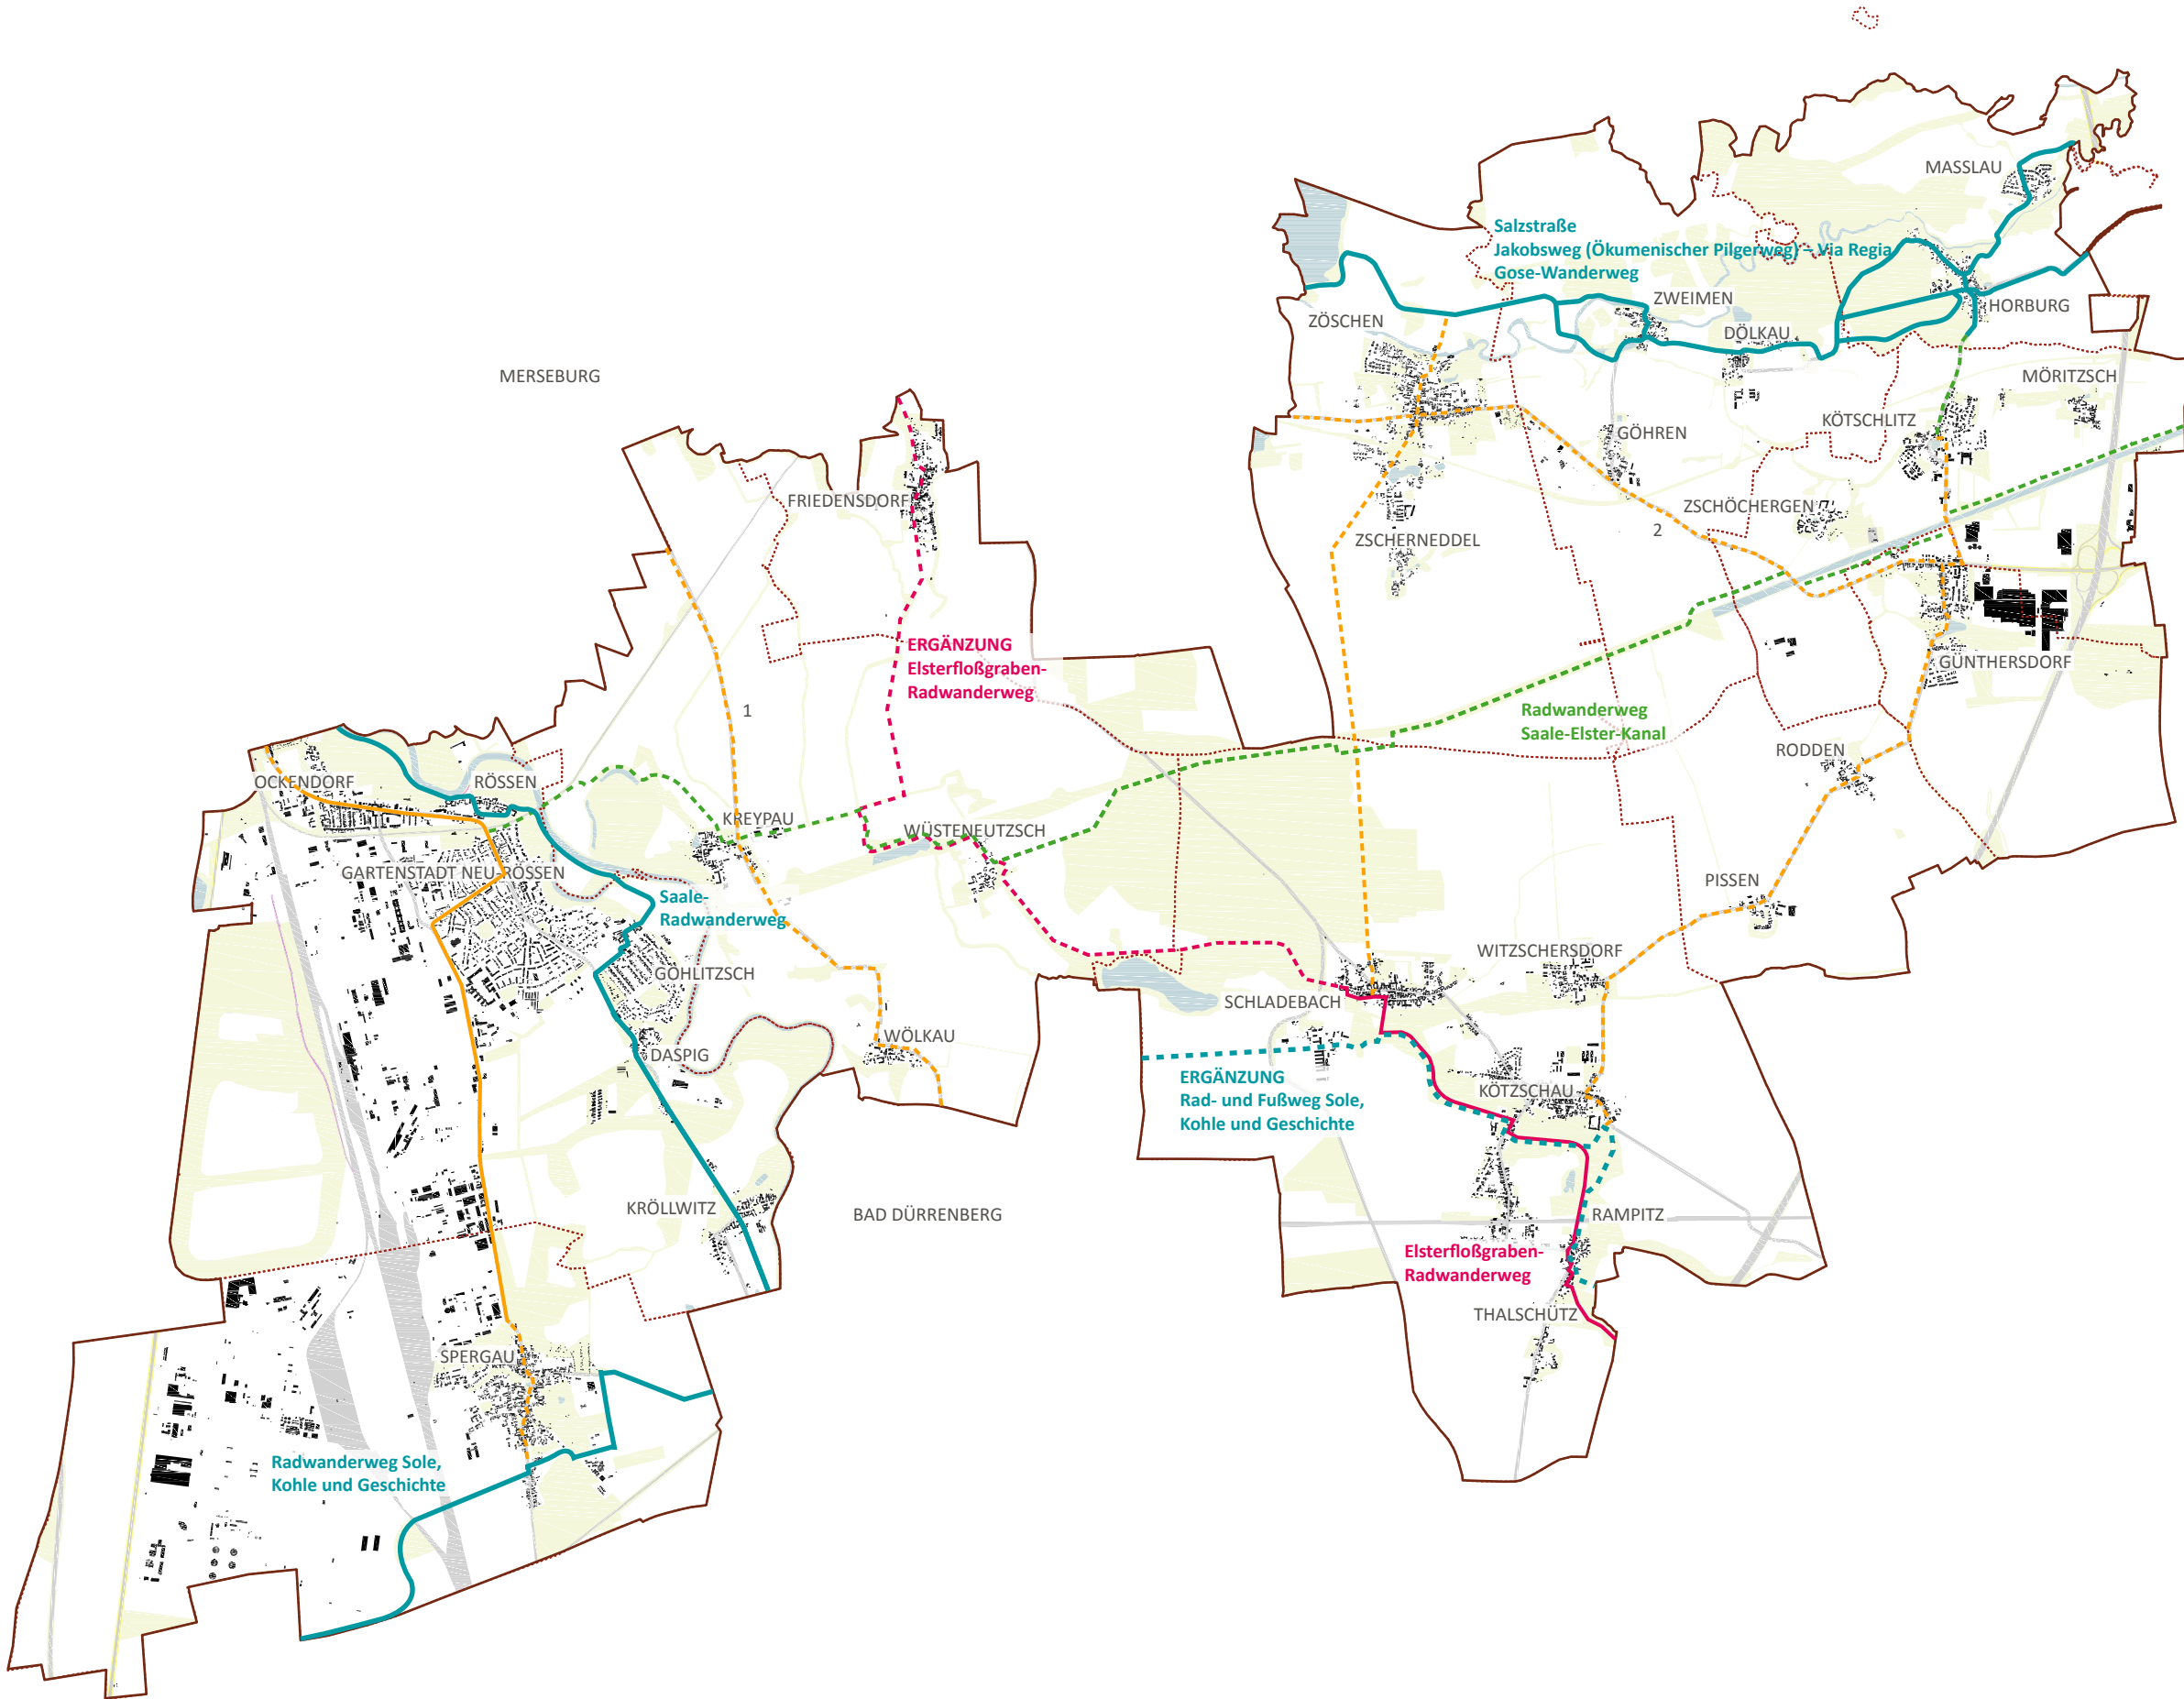 MASSLAU
Salzstraße
Jakobsweg (Ökumenischer Pilgerweg) – Via Regia
Gose-Wanderweg
ZWEIMEN
HORBURG
ZÖSCHEN
DÖLKAU
MERSEBURG
MÖRITZSCH
KÖTSCHLITZ
GÖHREN
FRIEDENSDORF
ZSCHÖCHERGEN
2
ZSCHERNEDDEL
ERGÄNZUNG
Elsterfloßgraben-
Radwanderweg
GÜNTHERSDORF
1
Radwanderweg
Saale-Elster-Kanal
RODDEN
OCKENDORF
RÖSSEN
KREYPAU
WÜSTENEUTZSCH
GARTENSTADT NEU-RÖSSEN
PISSEN
Saale-
Radwanderweg
WITZSCHERSDORF
GÖHLITZSCH
SCHLADEBACH
WÖLKAU
DASPIG
ERGÄNZUNG
Rad- und Fußweg Sole,
Kohle und Geschichte
KÖTZSCHAU
KRÖLLWITZ
BAD DÜRRENBERG
RAMPITZ
Elsterfloßgraben-
Radwanderweg
THALSCHÜTZ
SPERGAU
Radwanderweg Sole,
Kohle und Geschichte